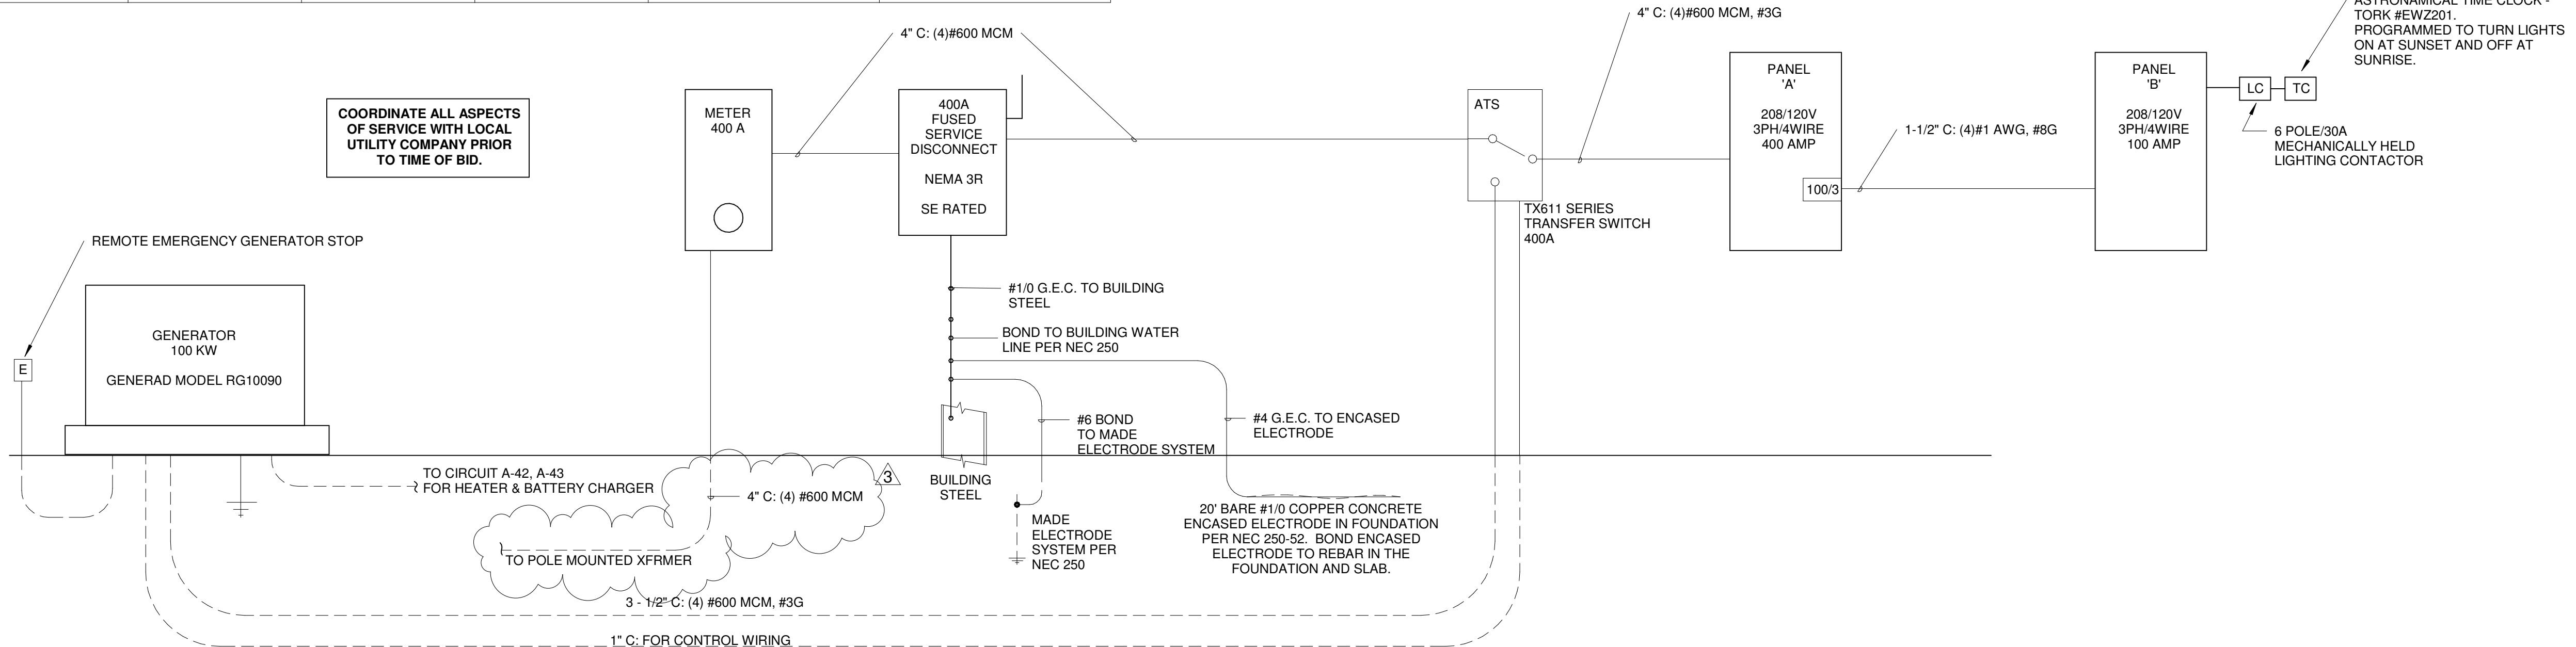 4" C: (4)#600 MCM
4" C: (4)#600 MCM, #3G
ASTRONAMICAL TIME CLOCK -
TORK #EWZ201.
PROGRAMMED TO TURN LIGHTS
ON AT SUNSET AND OFF AT
SUNRISE.
COORDINATE ALL ASPECTS
OF SERVICE WITH LOCAL
UTILITY COMPANY PRIOR
TO TIME OF BID.
METER
400 A
400A
FUSED
SERVICE
DISCONNECT
NEMA 3R
SE RATED
ATS
TX611 SERIES
TRANSFER SWITCH
400A
PANEL
'A'
208/120V
3PH/4WIRE
400 AMP
100/3
1-1/2" C: (4)#1 AWG, #8G
PANEL
'B'
208/120V
3PH/4WIRE
100 AMP
LC
TC
6 POLE/30A
MECHANICALLY HELD
LIGHTING CONTACTOR
REMOTE EMERGENCY GENERATOR STOP
E
GENERATOR
100 KW
GENERAD MODEL RG10090
#1/0 G.E.C. TO BUILDING
STEEL
BOND TO BUILDING WATER
LINE PER NEC 250
#6 BOND
TO MADE
ELECTRODE SYSTEM
#4 G.E.C. TO ENCASED
ELECTRODE
TO CIRCUIT A-42, A-43
FOR HEATER & BATTERY CHARGER
3
4" C: (4) #600 MCM
TO POLE MOUNTED XFRMER
BUILDING
STEEL
MADE
ELECTRODE
SYSTEM PER
NEC 250
20' BARE #1/0 COPPER CONCRETE
ENCASED ELECTRODE IN FOUNDATION
PER NEC 250-52. BOND ENCASED
ELECTRODE TO REBAR IN THE
FOUNDATION AND SLAB.
3 - 1/2" C: (4) #600 MCM, #3G
1" C: FOR CONTROL WIRING